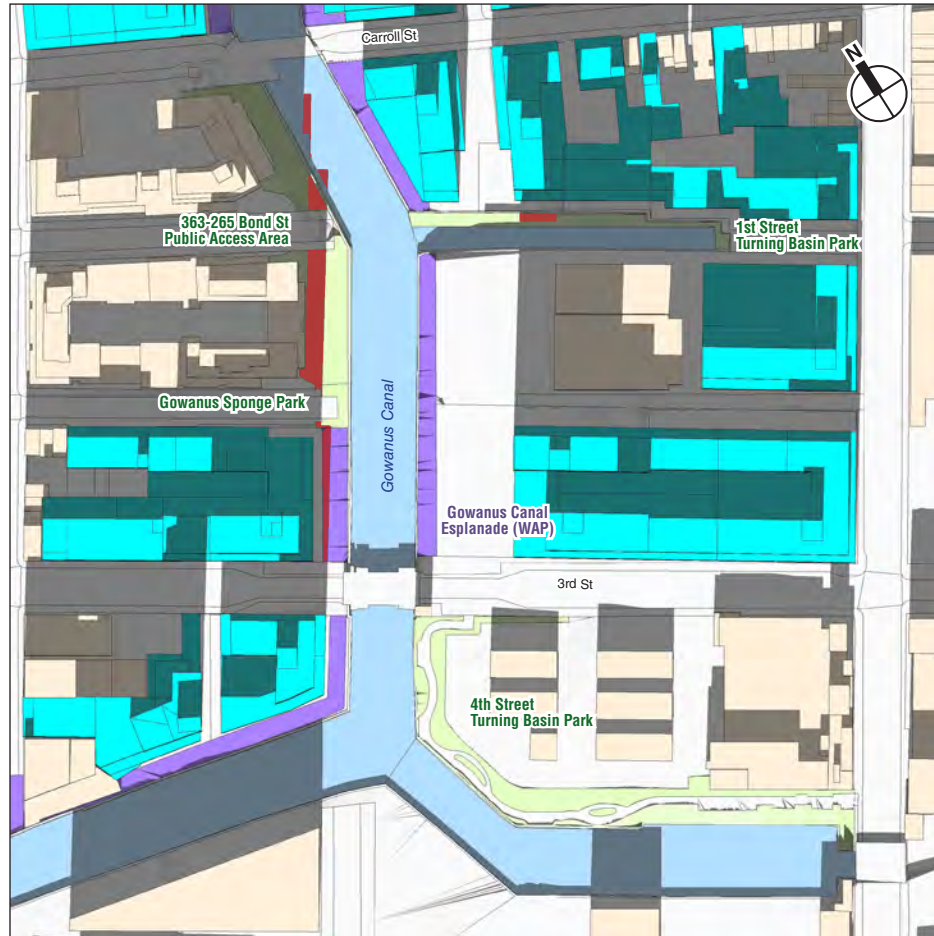 Carroll St
N
363-265 Bond St
Public Access Area
1st Street
Turning Basin Park
Gowanus Sponge Park
Gowanus Canal
Gowanus Canal
Esplanade (WAP)
3rd St
4th Street
Turning Basin Park